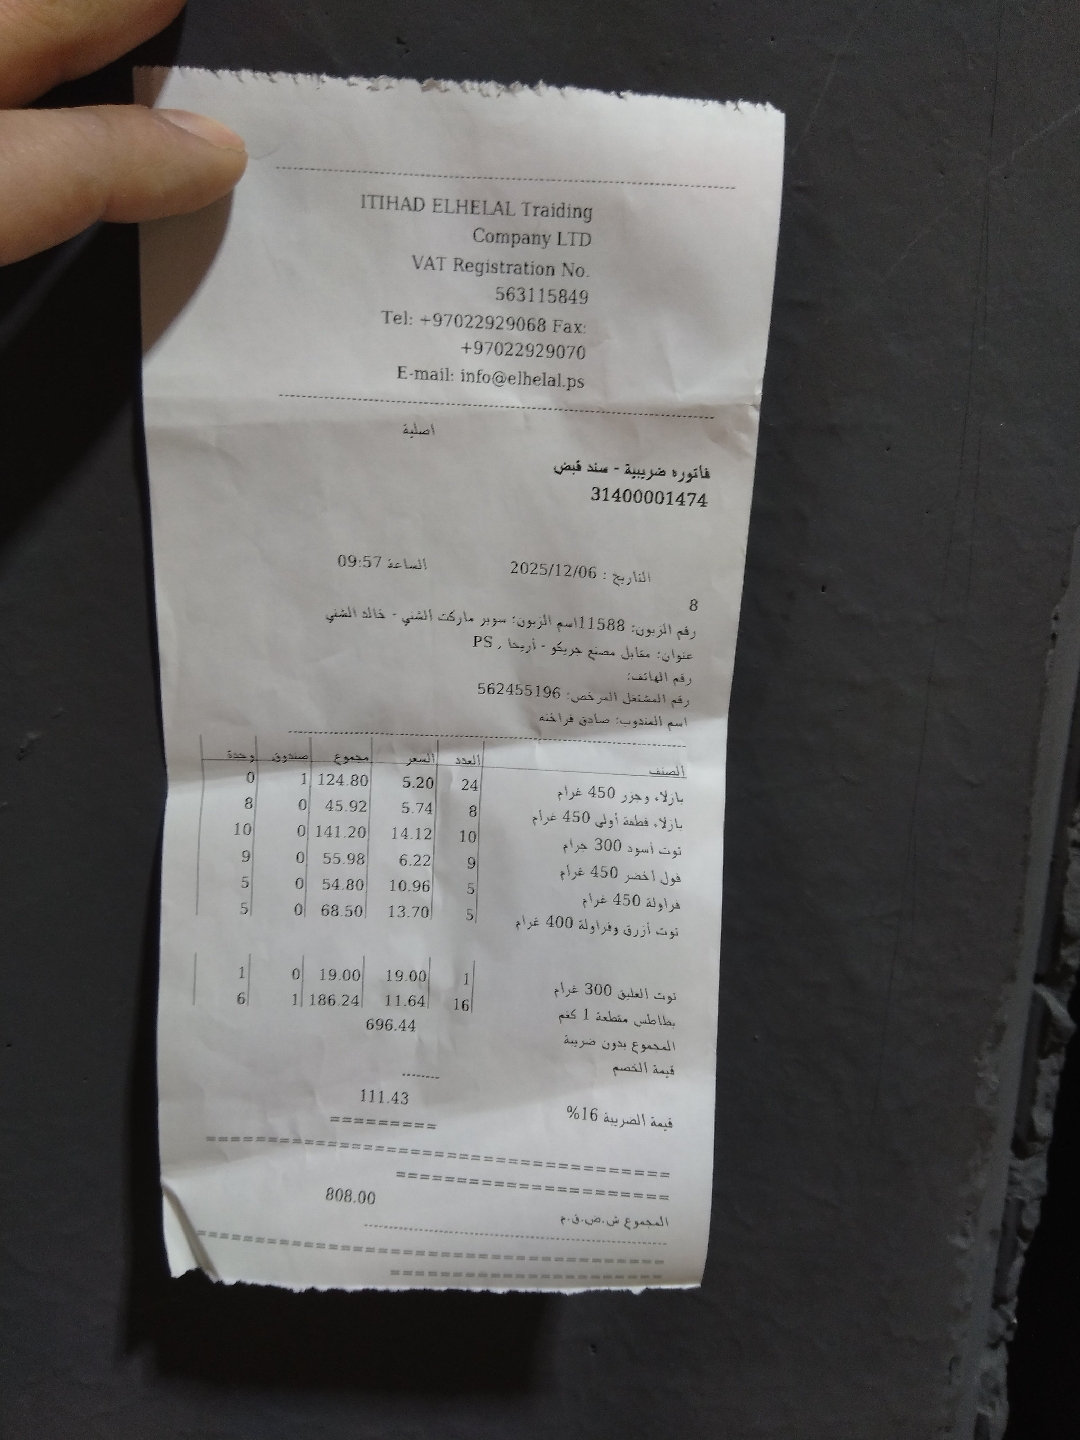 ITIHAD ELHELAL Traiding
Company LTD
VAT Registration No.
563115849
Tel: +97022929068 Fax:
+97022929070
E-mail: info@elhelal.ps
اصلية
فاتوره ضريبية - سند قبض
31400001474
التاريخ : 2025/12/06 الساعة 09:57
8
رقم الزبون: 11588اسم الزبون: سوبر ماركت الشني - خالد الشني
عنوان: مقابل مصنع جريكو - أريحا , PS
رقم الهاتف:
رقم المشتغل المرخص: 562455196
اسم المندوب: صادق فراخنه
الصنف العدد السعر مجموع صندوق وحدة
بازلاء وجزر 450 غرام 24 5.20 124.80 1 0
بازلاء قطفة أولى 450 غرام 8 5.74 45.92 0 8
توت أسود 300 جرام 10 14.12 141.20 0 10
فول أخضر 450 غرام 9 6.22 55.98 0 9
فراولة 450 غرام 5 10.96 54.80 0 5
توت أزرق وفراولة 400 غرام 5 13.70 68.50 0 5
توت العليق 300 غرام 1 19.00 19.00 0 1
بطاطس مقطعة 1 كغم 16 11.64 186.24 1 6
المجموع بدون ضريبة 696.44
قيمة الخصم
قيمة الضريبة 16% 111.43
المجموع ش.ض.ق.م 808.00